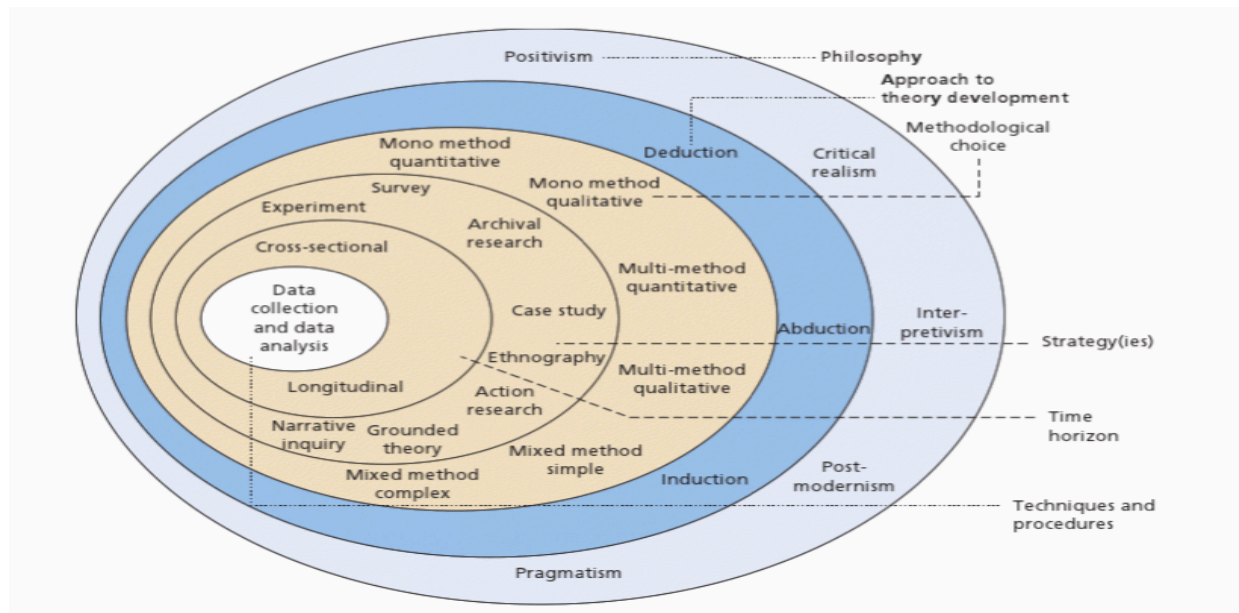 Positivism
Philosophy
Approach to
theory development
Methodological
choice
Mono method
quantitative
Deduction
Critical
realism
Survey
Mono method
qualitative
Experiment
Archival
research
Cross-sectional
Multi-method
quantitative
Data
collection
and data
analysis
Case study
Inter-
pretivism
Abduction
Strategy(ies)
Ethnography
Multi-method
qualitative
Longitudinal
Action
research
Time
horizon
Narrative
inquiry
Grounded
theory
Mixed method
simple
Mixed method
complex
Induction
Post-
modernism
Techniques and
procedures
Pragmatism